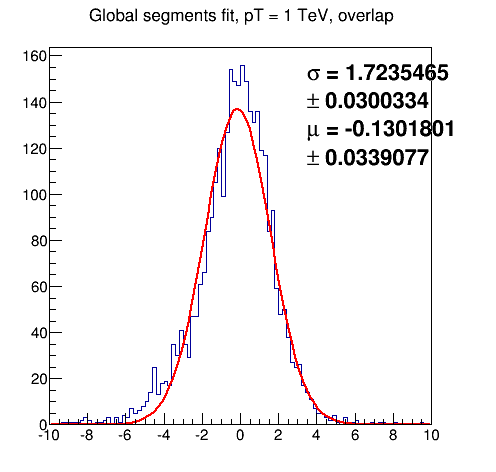 Global segments fit, pT = 1 TeV, overlap
σ = 1.7235465
± 0.0300334
μ = -0.1301801
± 0.0339077
160
140
120
100
80
60
40
20
0
-10 -8 -6 -4 -2 0 2 4 6 8 10